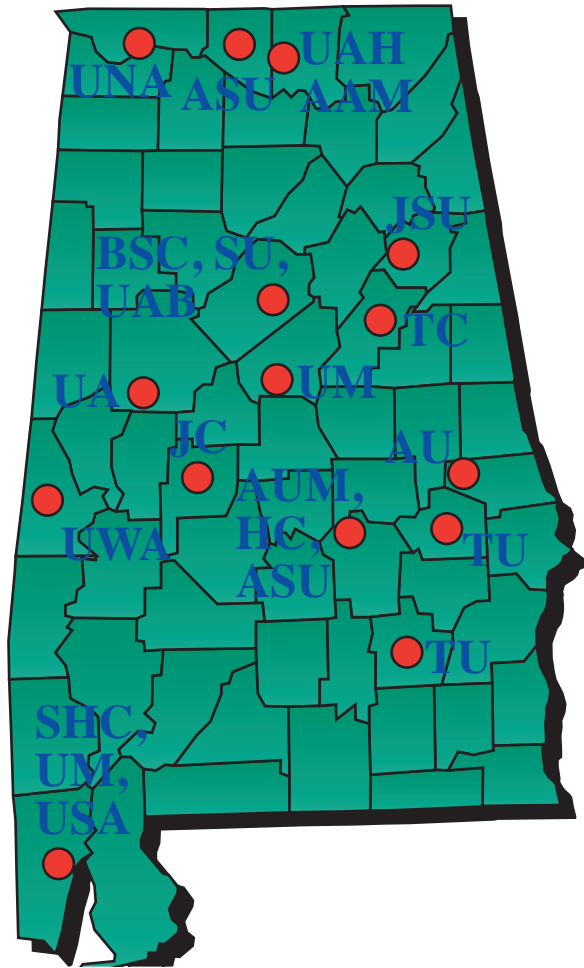 UAH
UNA
ASU
AAM
JSU
BSC, SU,
UAB
TC
UA
UM
JC
AU
AUM,
HC,
ASU
UWA
TU
TU
SHC,
UM,
USA